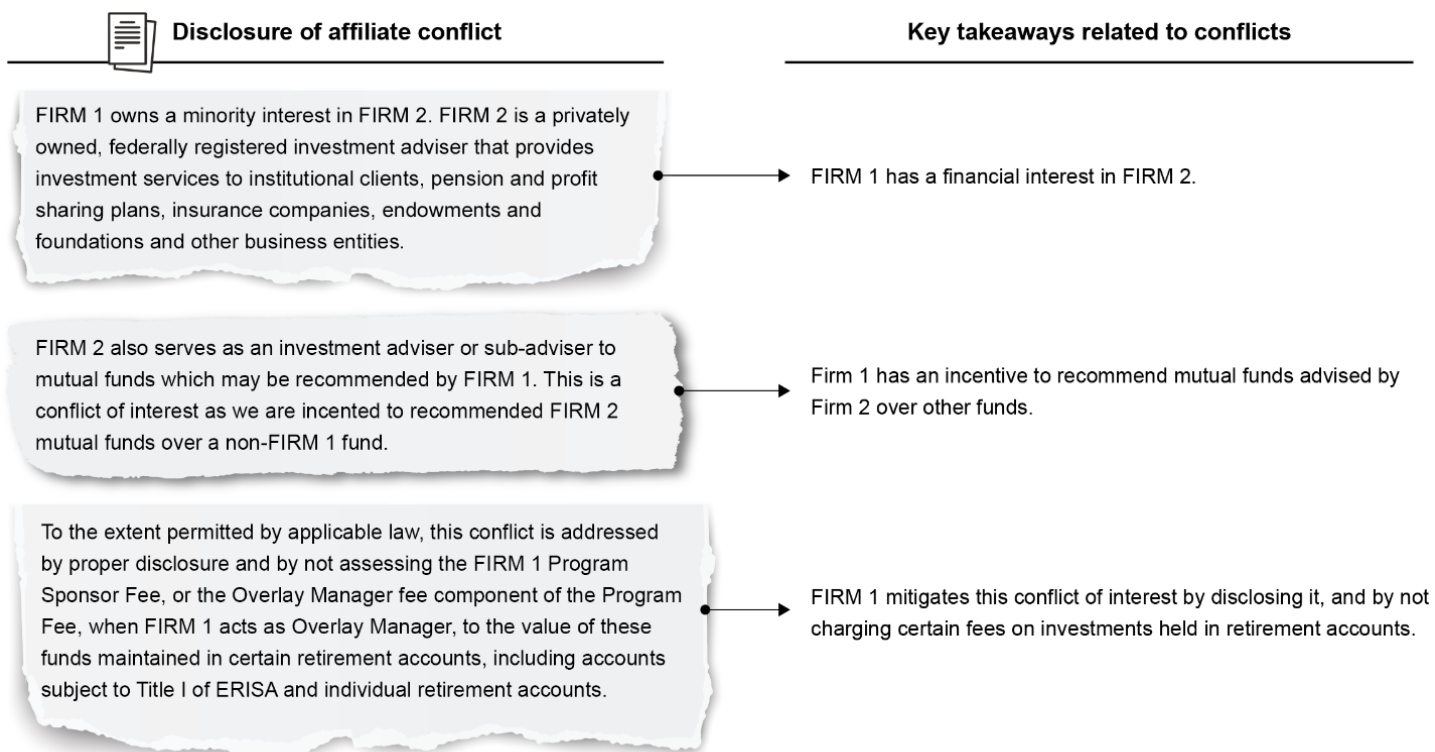 Disclosure of affiliate conflict
Key takeaways related to conflicts
FIRM 1 owns a minority interest in FIRM 2. FIRM 2 is a privately
owned, federally registered investment adviser that provides
investment services to institutional clients, pension and profit
sharing plans, insurance companies, endowments and
foundations and other business entities.
FIRM 1 has a financial interest in FIRM 2.
FIRM 2 also serves as an investment adviser or sub-adviser to
mutual funds which may be recommended by FIRM 1. This is a
conflict of interest as we are incented to recommended FIRM 2
mutual funds over a non-FIRM 1 fund.
Firm 1 has an incentive to recommend mutual funds advised by
Firm 2 over other funds.
To the extent permitted by applicable law, this conflict is addressed
by proper disclosure and by not assessing the FIRM 1 Program
Sponsor Fee, or the Overlay Manager fee component of the Program
Fee, when FIRM 1 acts as Overlay Manager, to the value of these
funds maintained in certain retirement accounts, including accounts
subject to Title I of ERISA and individual retirement accounts.
FIRM 1 mitigates this conflict of interest by disclosing it, and by not
charging certain fees on investments held in retirement accounts.